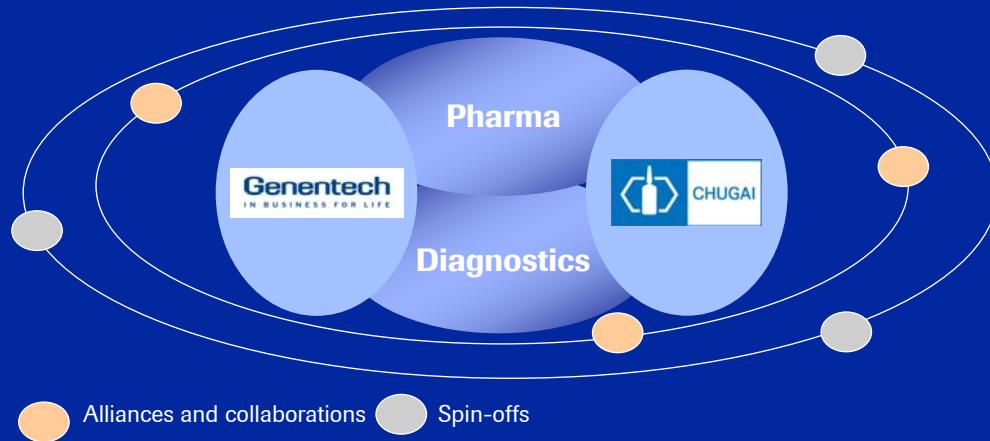 Pharma
Genentech
IN BUSINESS FOR LIFE
CHUGAI
Diagnostics
Alliances and collaborations
Spin-offs